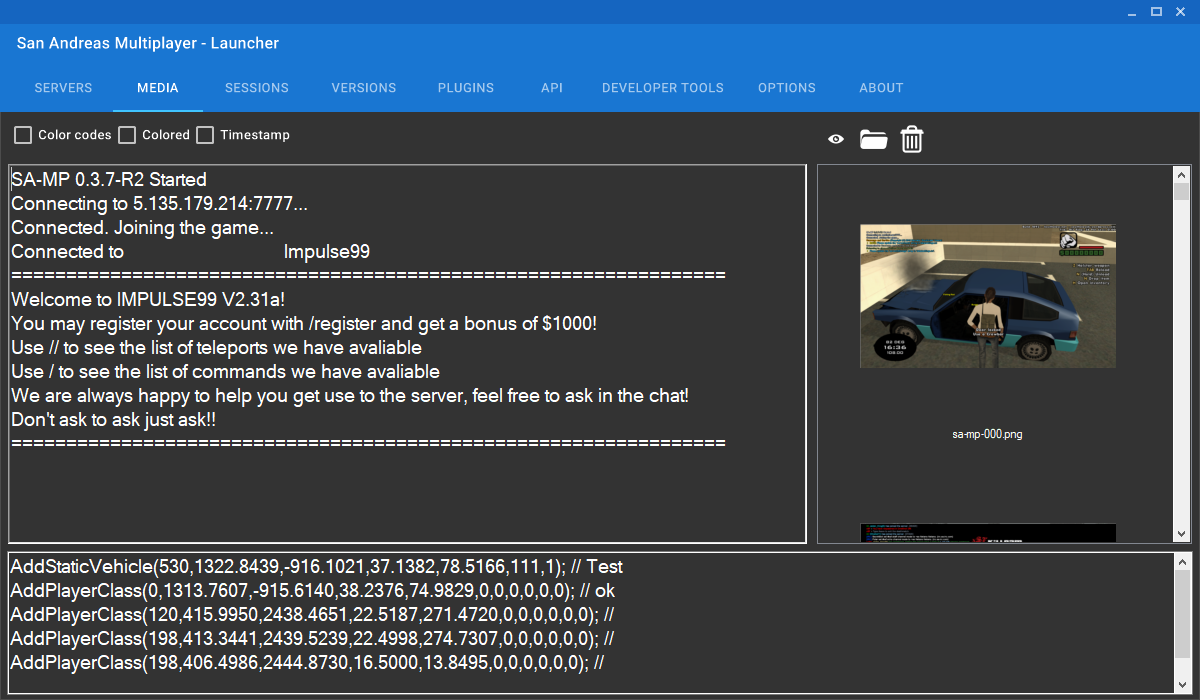 San Andreas Multiplayer - Launcher
SERVERS MEDIA SESSIONS VERSIONS PLUGINS API DEVELOPER TOOLS OPTIONS ABOUT
Color codes Colored Timestamp
SA-MP 0.3.7-R2 Started
Connecting to 5.135.179.214:7777...
Connected. Joining the game...
Connected to Impulse99
=================================================================
Welcome to IMPULSE99 V2.31a!
You may register your account with /register and get a bonus of $1000!
Use // to see the list of teleports we have avaliable
Use / to see the list of commands we have avaliable
We are always happy to help you get use to the server, feel free to ask in the chat!
Don't ask to ask just ask!!
=================================================================
16:36
sa-mp-000.png
AddStaticVehicle(530,1322.8439,-916.1021,37.1382,78.5166,111,1); // Test
AddPlayerClass(0,1313.7607,-915.6140,38.2376,74.9829,0,0,0,0,0,0); // ok
AddPlayerClass(120,415.9950,2438.4651,22.5187,271.4720,0,0,0,0,0,0); //
AddPlayerClass(198,413.3441,2439.5239,22.4998,274.7307,0,0,0,0,0,0); //
AddPlayerClass(198,406.4986,2444.8730,16.5000,13.8495,0,0,0,0,0,0); //